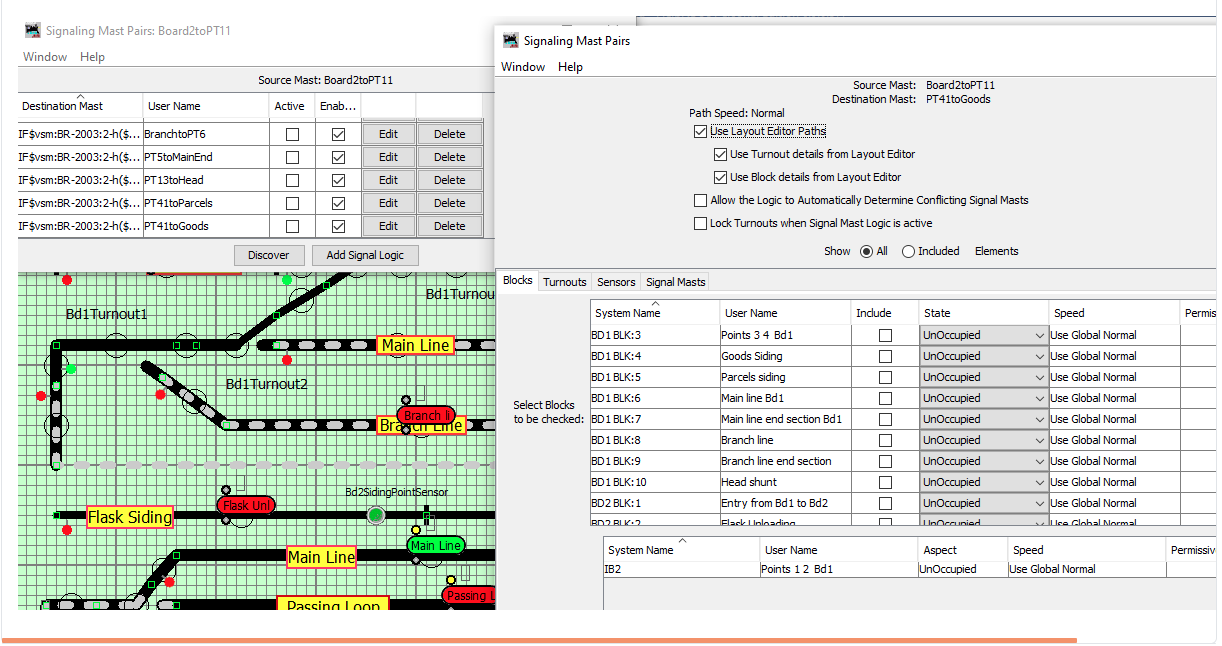 Signaling Mast Pairs: Board2toPT11
Window Help
Source Mast: Board2toPT11
Destination Mast User Name Active Enab...
IF$vsm:BR-2003:2-h($... BranchtoPT6 Edit Delete
IF$vsm:BR-2003:2-h($... PT5toMainEnd Edit Delete
IF$vsm:BR-2003:2-h($... PT13toHead Edit Delete
IF$vsm:BR-2003:2-h($... PT41toParcels Edit Delete
IF$vsm:BR-2003:2-h($... PT41toGoods Edit Delete
Discover Add Signal Logic
Bd1Turnou
Bd1Turnout1
Main Line
Bd1Turnout2
Branch li
Branch Line
Bd2SidingPointSensor
Flask Unl
Flask Siding
Main Line
Main Line
Passing L
Passing Loop
Signaling Mast Pairs
Window Help
Source Mast: Board2toPT11
Destination Mast: PT41toGoods
Path Speed: Normal
Use Layout Editor Paths
Use Turnout details from Layout Editor
Use Block details from Layout Editor
Allow the Logic to Automatically Determine Conflicting Signal Masts
Lock Turnouts when Signal Mast Logic is active
Show All Included Elements
Blocks Turnouts Sensors Signal Masts
System Name User Name Include State Speed Permis
BD1 BLK:3 Points 3 4 Bd1 UnOccupied Use Global Normal
BD1 BLK:4 Goods Siding UnOccupied Use Global Normal
BD1 BLK:5 Parcels siding UnOccupied Use Global Normal
BD1 BLK:6 Main line Bd1 UnOccupied Use Global Normal
Select Blocks
to be checked:
BD1 BLK:7 Main line end section Bd1 UnOccupied Use Global Normal
BD1 BLK:8 Branch line UnOccupied Use Global Normal
BD1 BLK:9 Branch line end section UnOccupied Use Global Normal
BD1 BLK:10 Head shunt UnOccupied Use Global Normal
BD2 BLK:1 Entry from Bd1 to Bd2 UnOccupied Use Global Normal
BD2 BLK:2 Flask Unloading UnOccupied Use Global Normal
System Name User Name Aspect Speed Permissiv
IB2 Points 1 2 Bd1 UnOccupied Use Global Normal